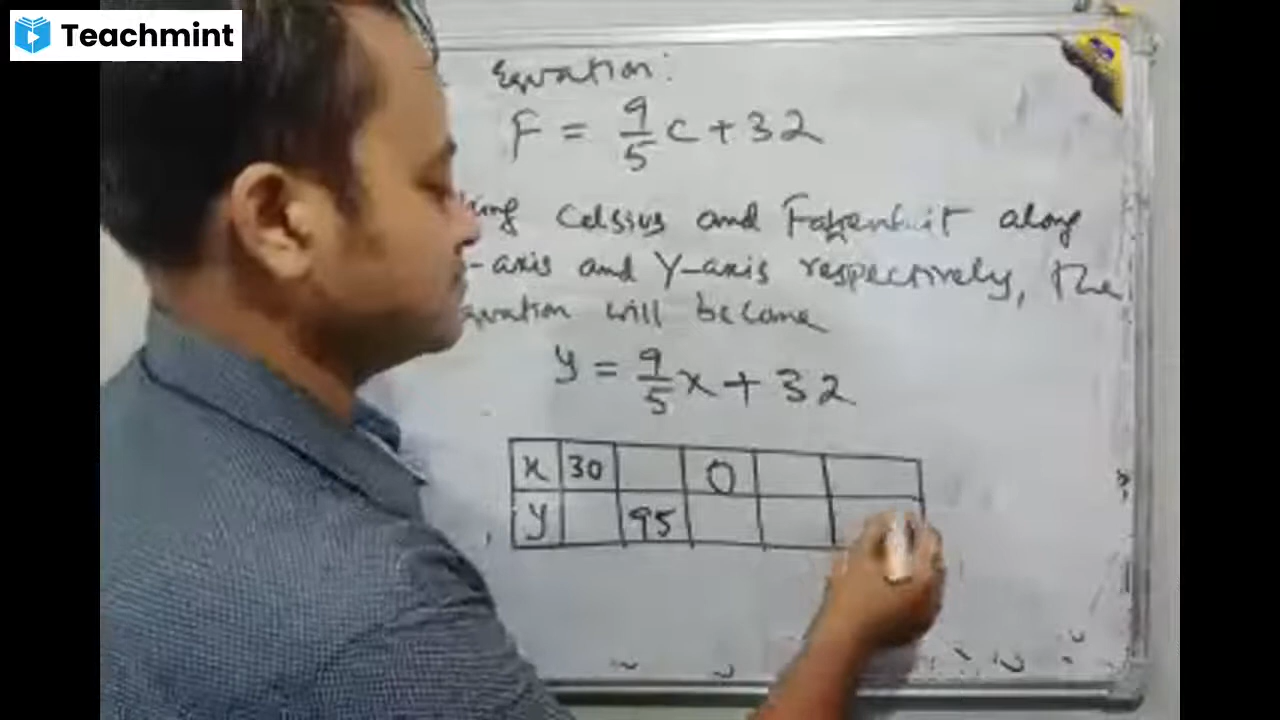 Teachmint
Equation:
F = 9/5 C + 32
Celsius and Fahrenheit along
-axis and Y-axis respectively, the
will become
y = 9/5 x + 32
x 30 0
y 95